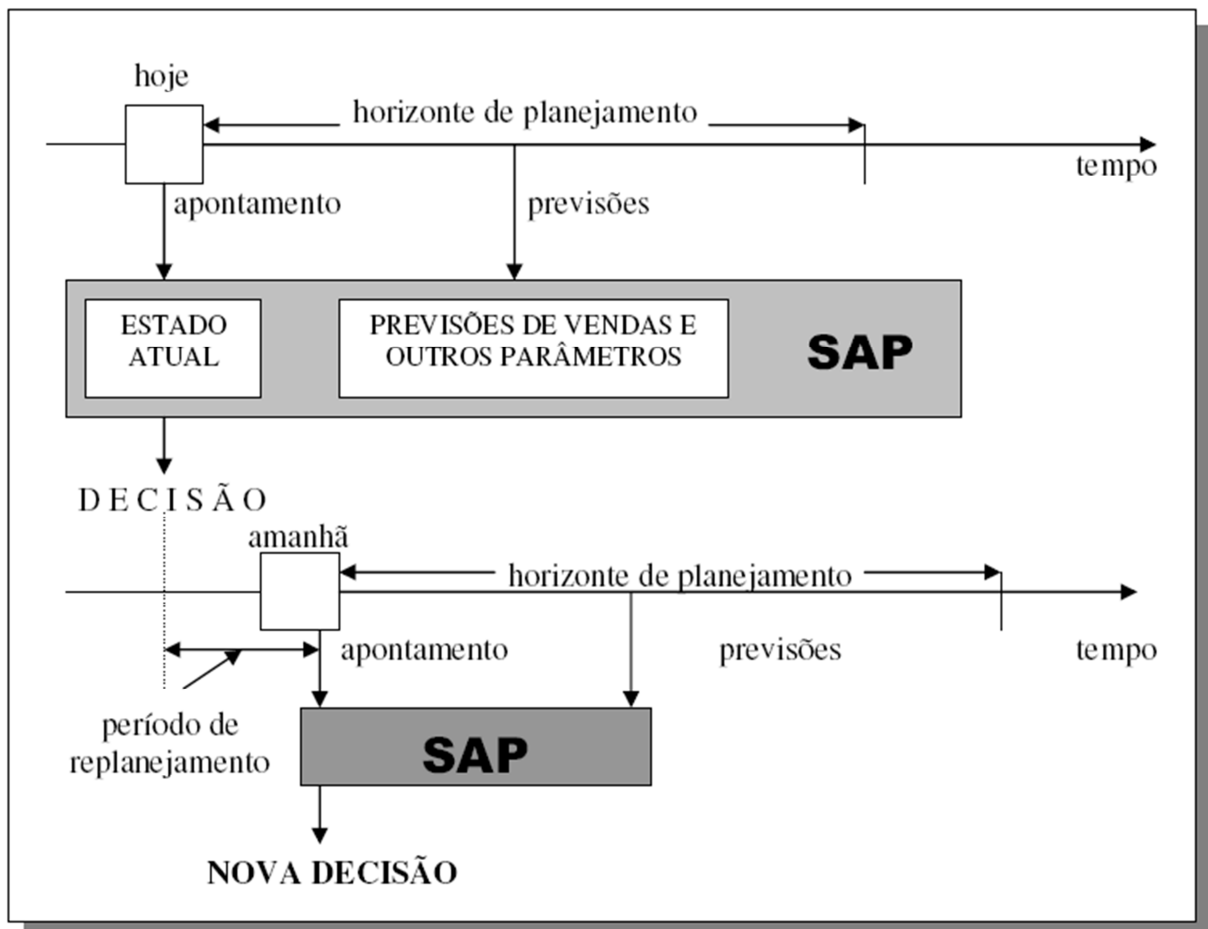 hoje
horizonte de planejamento
tempo
apontamento
previsões
ESTADO
ATUAL
PREVISÕES DE VENDAS E
OUTROS PARÂMETROS
SAP
D E C I S Ã O
amanhã
horizonte de planejamento
apontamento
previsões
tempo
período de
replanejamento
SAP
NOVA DECISÃO